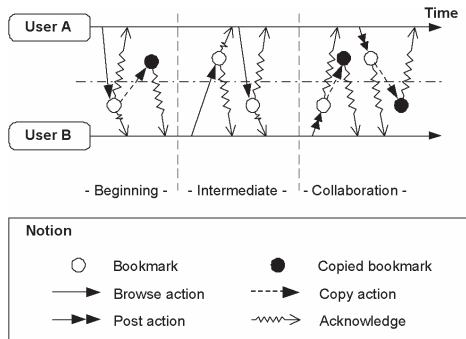 User A
Time
User B
- Beginning -
- Intermediate -
- Collaboration -
Notion
Bookmark
Copied bookmark
Browse action
Copy action
Post action
Acknowledge